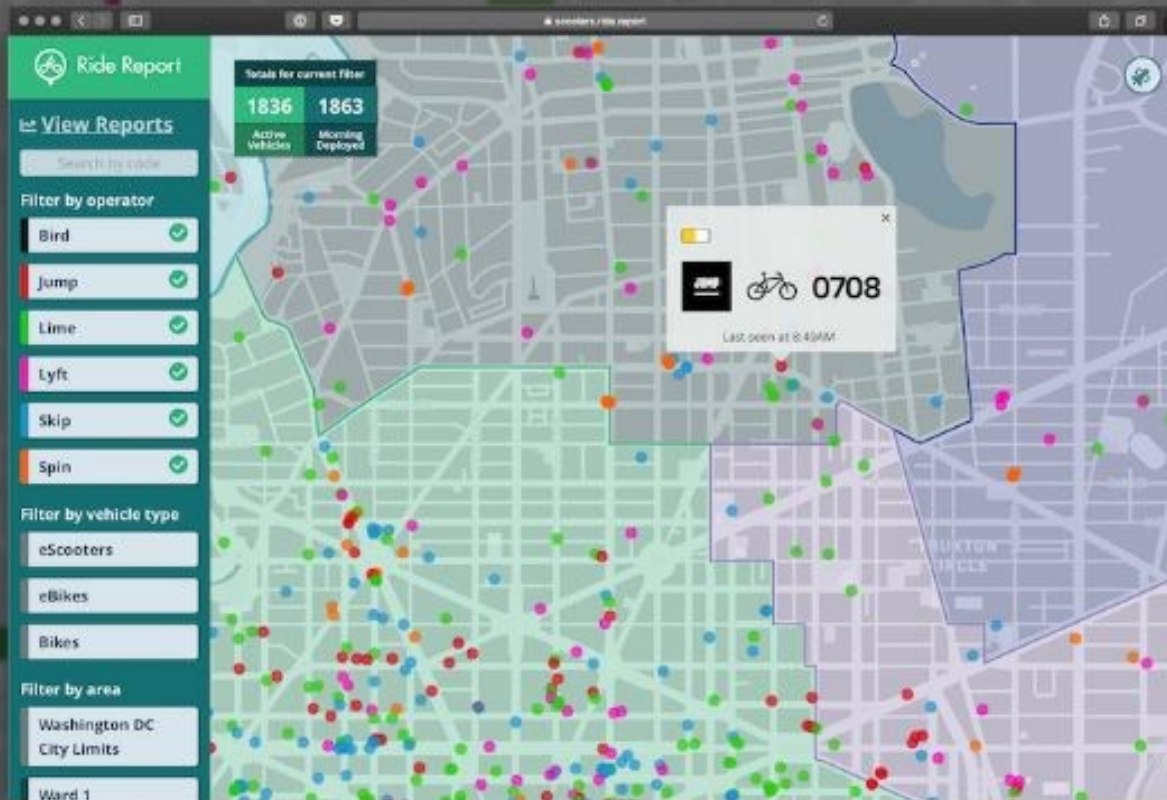 scooters.ride.report
Ride Report
View Reports
Search by code
Filter by operator
Bird
Jump
Lime
Lyft
Skip
Spin
Filter by vehicle type
eScooters
eBikes
Bikes
Filter by area
Washington DC
City Limits
Ward 1
Totals for current filter
1836 1863
Active Morning
Vehicles Deployed
JUMP
0708
Last seen at 8:49AM
CIRCLE